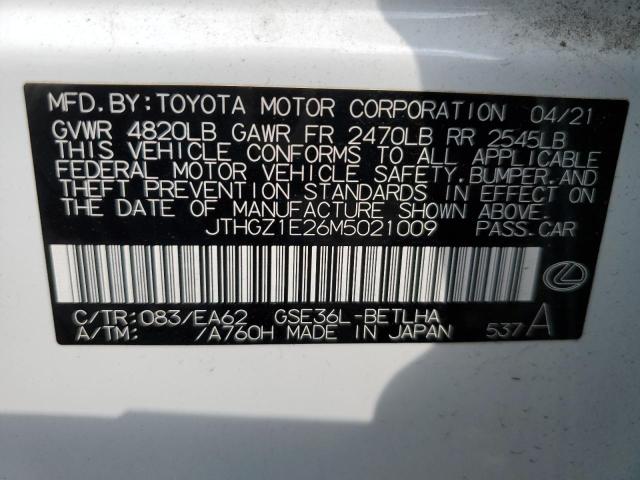 MFD.BY:TOYOTA MOTOR CORPORATION 04/21
GVWR 4820LB GAWR FR 2470LB RR 2545LB
THIS VEHICLE CONFORMS TO ALL APPLICABLE
FEDERAL MOTOR VEHICLE SAFETY,BUMPER,AND
THEFT PREVENTION STANDARDS IN EFFECT ON
THE DATE OF MANUFACTURE SHOWN ABOVE.
JTHGZ1E26M5021009 PASS.CAR
C/TR:083/EA62 GSE36L-BETLHA
A/TM: /A760H MADE IN JAPAN 537A